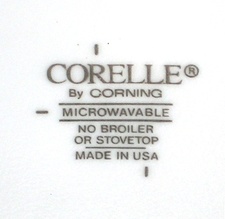 CORELLE®
By CORNING
MICROWAVABLE
NO BROILER
OR STOVETOP
MADE IN USA